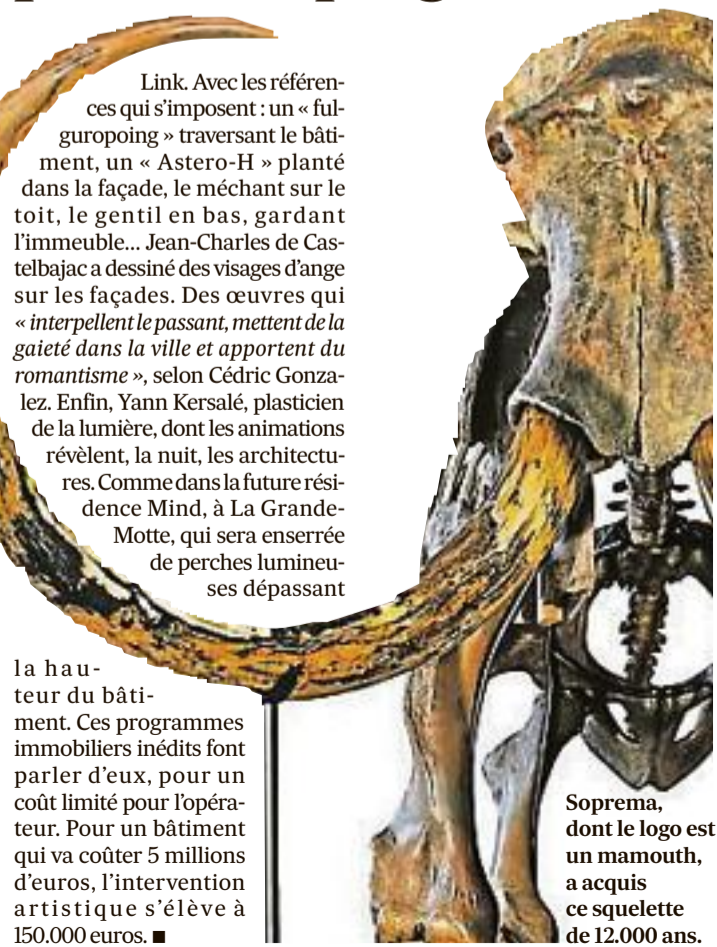 Link. Avec les référen-
ces qui s'imposent : un « ful-
guropoing » traversant le bâti-
ment, un « Astero-H » planté
dans la façade, le méchant sur le
toit, le gentil en bas, gardant
l'immeuble... Jean-Charles de Cas-
telbajac a dessiné des visages d'ange
sur les façades. Des œuvres qui
« interpellent le passant, mettent de la
gaieté dans la ville et apportent du
romantisme », selon Cédric Gonza-
lez. Enfin, Yann Kersalé, plasticien
de la lumière, dont les animations
révèlent, la nuit, les architectu-
res. Comme dans la future rési-
dence Mind, à La Grande-
Motte, qui sera enserrée
de perches lumineu-
ses dépassant
la hau-
teur du bâti-
ment. Ces programmes
immobiliers inédits font
parler d'eux, pour un
coût limité pour l'opéra-
teur. Pour un bâtiment
qui va coûter 5 millions
d'euros, l'intervention
artistique s'élève à
150.000 euros. ■
Soprema,
dont le logo est
un mamouth,
a acquis
ce squelette
de 12.000 ans.